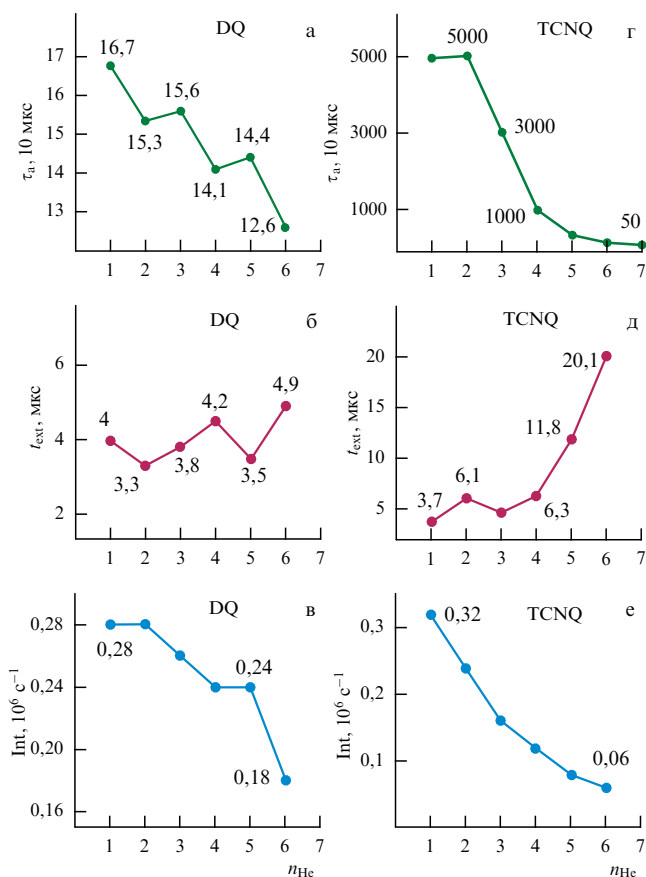 DQ а
τₐ, 10 мкс
17
16
15
14
13
16,7
15,3
15,6
14,1
14,4
12,6
1 2 3 4 5 6 7
TCNQ г
τₐ, 10 мкс
5000
3000
1000
5000
3000
1000
50
1 2 3 4 5 6 7
DQ б
t_ext, мкс
6
4
2
4
3,3
3,8
4,2
3,5
4,9
1 2 3 4 5 6 7
TCNQ д
t_ext, мкс
20
15
10
5
3,7
6,1
6,3
11,8
20,1
1 2 3 4 5 6 7
DQ в
Int, 10⁶ с⁻¹
0,28
0,24
0,20
0,16
0,28
0,24
0,18
1 2 3 4 5 6 7
n_He
TCNQ е
Int, 10⁶ с⁻¹
0,3
0,2
0,1
0,32
0,06
1 2 3 4 5 6 7
n_He